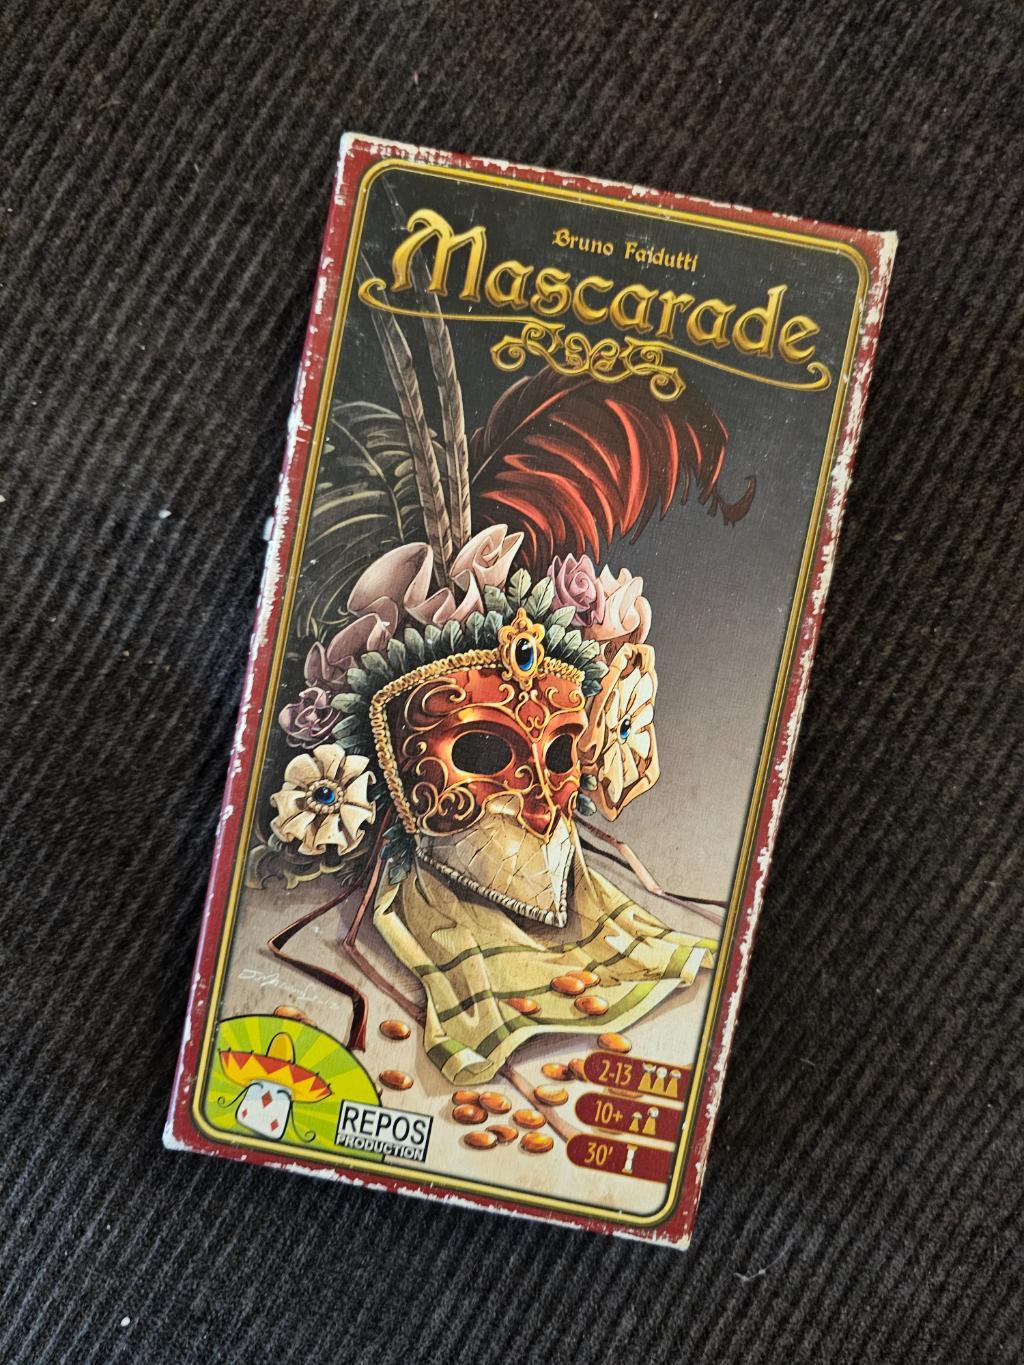 Bruno Faidutti
Mascarade
2-13
10+
30'
REPOS
PRODUCTION